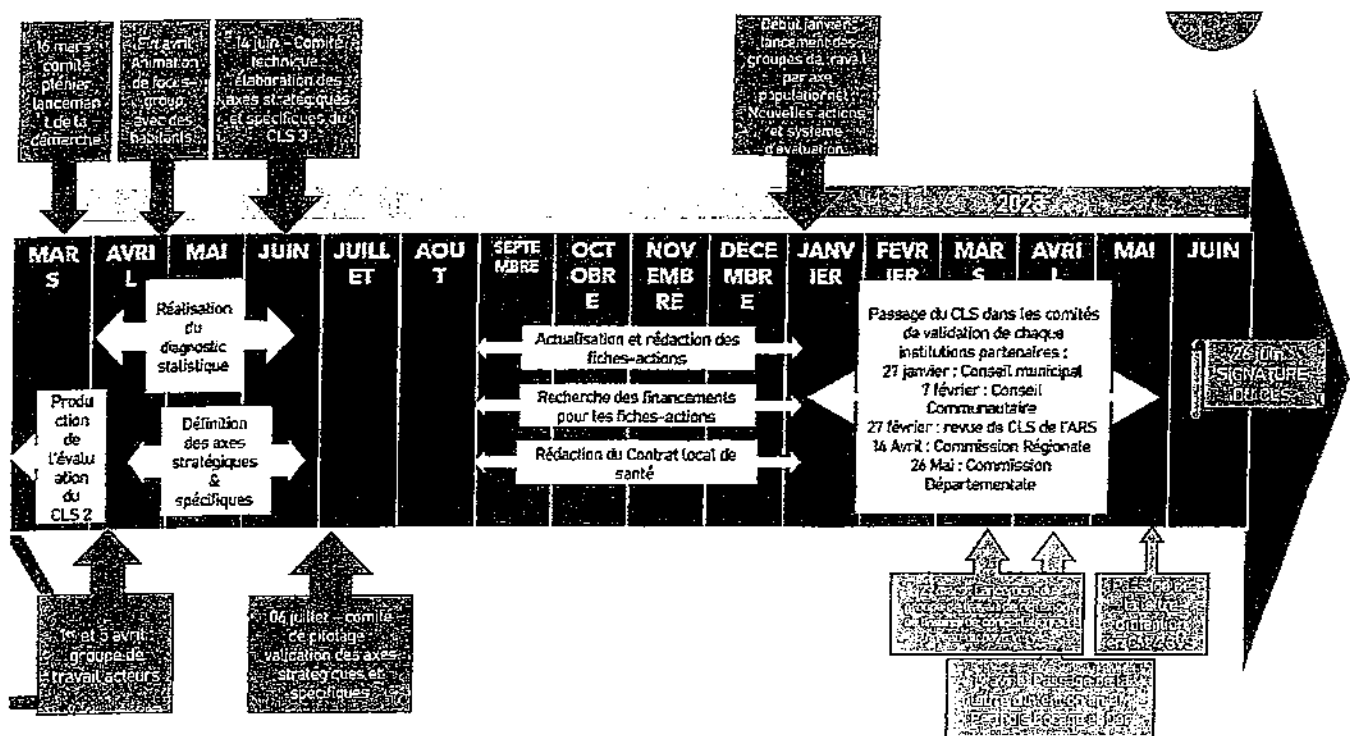 16 mars
comité
plénier
lancemen
t de la
démarche
avril
Animation
de focus-
group
avec des
habitants
14 juin – Comité
technique
élaboration des
axes stratégiques
et spécifiques du
CLS 3
Début janvier
lancement des
groupes de travail
par axe
populationnel
Nouvelles actions
et système
d'évaluation
2023
MAR
S
AVRI
L
MAI
JUIN
JUILL
ET
AOU
T
SEPTE
MBRE
OCT
OBR
E
NOV
EMB
RE
DECE
MBR
E
JANV
IER
FEVR
IER
MAR
S
AVRI
L
MAI
JUIN
Réalisation
du
diagnostic
statistique
Produ
ction
de
l'évalu
ation
du
CLS 2
Définition
des axes
stratégiques
&
spécifiques
Actualisation et rédaction des
fiches-actions
Recherche des financements
pour les fiches-actions
Rédaction du Contrat local de
santé
Passage du CLS dans les comités
de validation de chaque
institutions partenaires :
27 janvier : Conseil municipal
7 février : Conseil
Communautaire
27 février : revue de CLS de l'ARS
14 Avril : Commission Régionale
26 Mai : Commission
Départementale
juin
SIGNATURE
DU CLS
et 5 avril
groupe de
travail acteurs
06 juillet – comité
de pilotage
validation des axes
stratégiques et
spécifiques